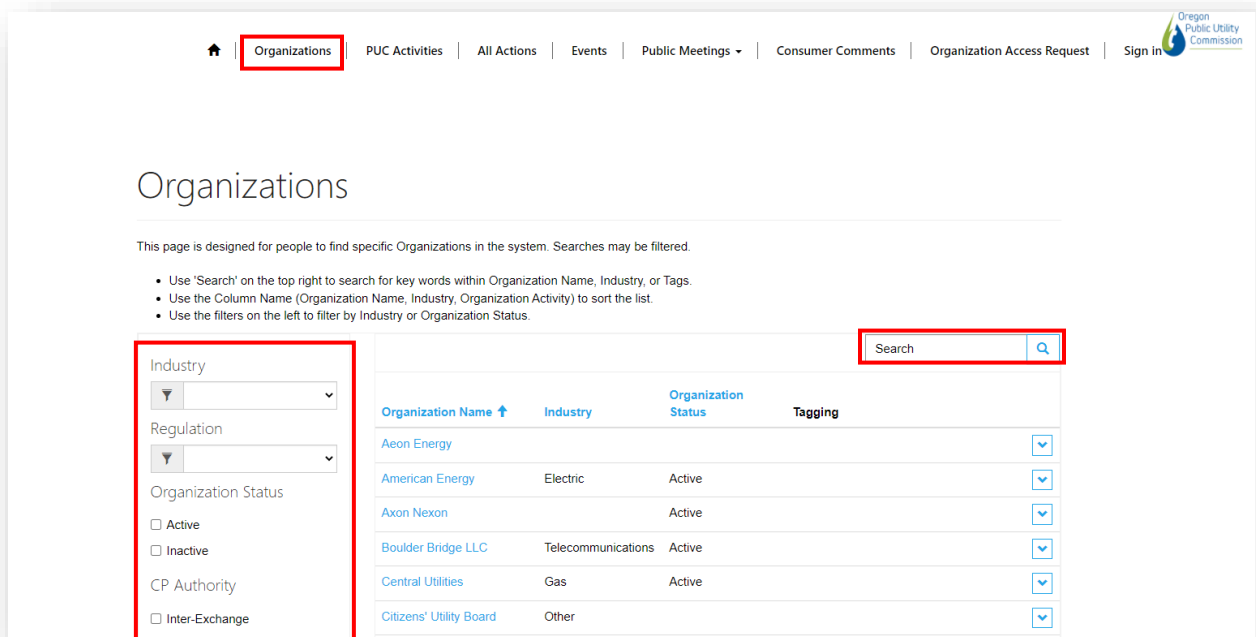 Oregon
Public Utility
Commission
Organizations
PUC Activities
All Actions
Events
Public Meetings
Consumer Comments
Organization Access Request
Sign in
Organizations
This page is designed for people to find specific Organizations in the system. Searches may be filtered.
• Use 'Search' on the top right to search for key words within Organization Name, Industry, or Tags.
• Use the Column Name (Organization Name, Industry, Organization Activity) to sort the list.
• Use the filters on the left to filter by Industry or Organization Status.
Industry
Regulation
Organization Status
Active
Inactive
CP Authority
Inter-Exchange
Search
Organization Name Industry Organization Status Tagging
Aeon Energy
American Energy Electric Active
Axon Nexon Active
Boulder Bridge LLC Telecommunications Active
Central Utilities Gas Active
Citizens' Utility Board Other